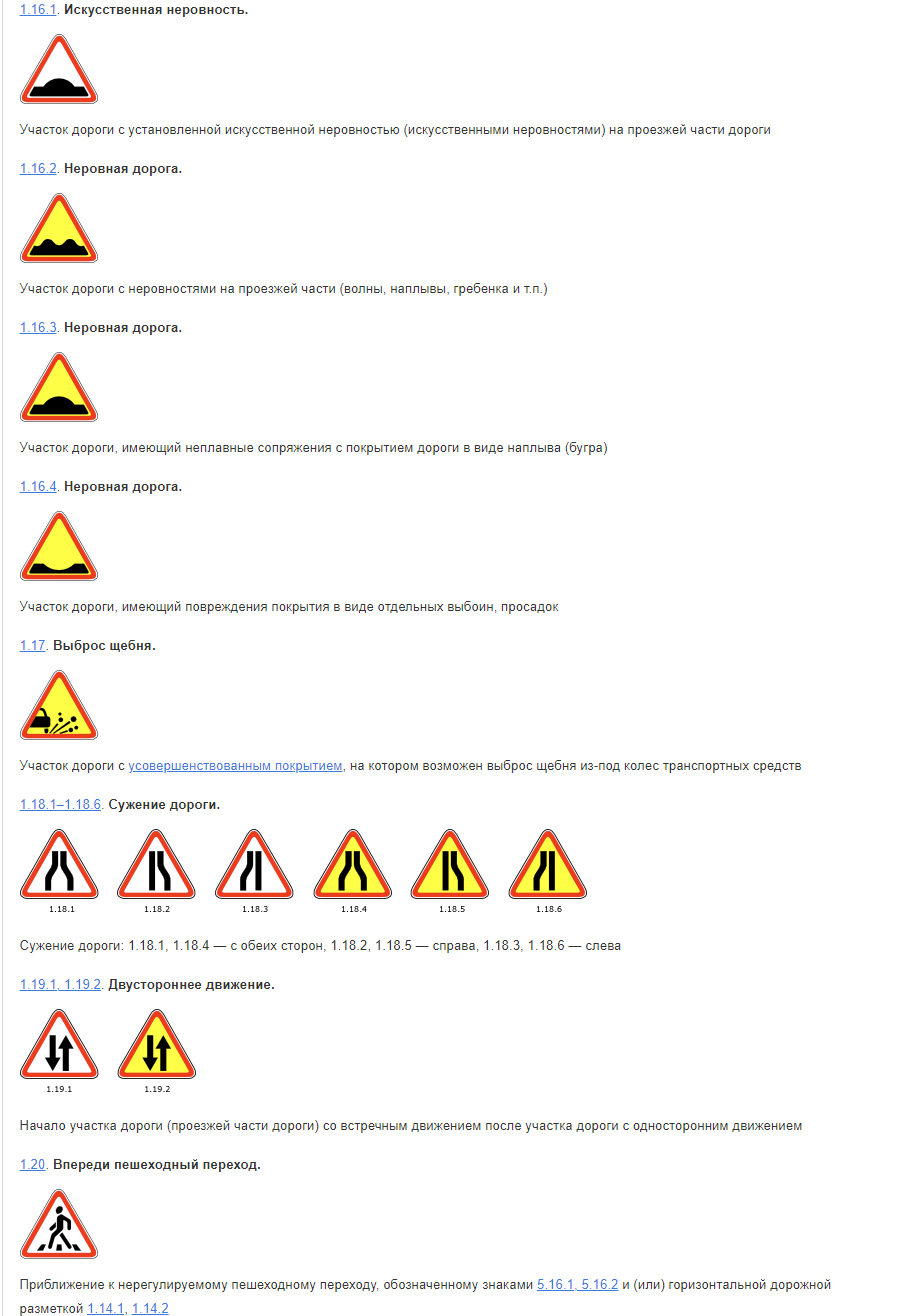 1.16.1. Искусственная неровность.
Участок дороги с установленной искусственной неровностью (искусственными неровностями) на проезжей части дороги
1.16.2. Неровная дорога.
Участок дороги с неровностями на проезжей части (волны, наплывы, гребенка и т.п.)
1.16.3. Неровная дорога.
Участок дороги, имеющий неплавные сопряжения с покрытием дороги в виде наплыва (бугра)
1.16.4. Неровная дорога.
Участок дороги, имеющий повреждения покрытия в виде отдельных выбоин, просадок
1.17. Выброс щебня.
Участок дороги с усовершенствованным покрытием, на котором возможен выброс щебня из-под колес транспортных средств
1.18.1–1.18.6. Сужение дороги.
1.18.1 1.18.2 1.18.3 1.18.4 1.18.5 1.18.6
Сужение дороги: 1.18.1, 1.18.4 — с обеих сторон, 1.18.2, 1.18.5 — справа, 1.18.3, 1.18.6 — слева
1.19.1, 1.19.2. Двустороннее движение.
1.19.1 1.19.2
Начало участка дороги (проезжей части дороги) со встречным движением после участка дороги с односторонним движением
1.20. Впереди пешеходный переход.
Приближение к нерегулируемому пешеходному переходу, обозначенному знаками 5.16.1, 5.16.2 и (или) горизонтальной дорожной
разметкой 1.14.1, 1.14.2